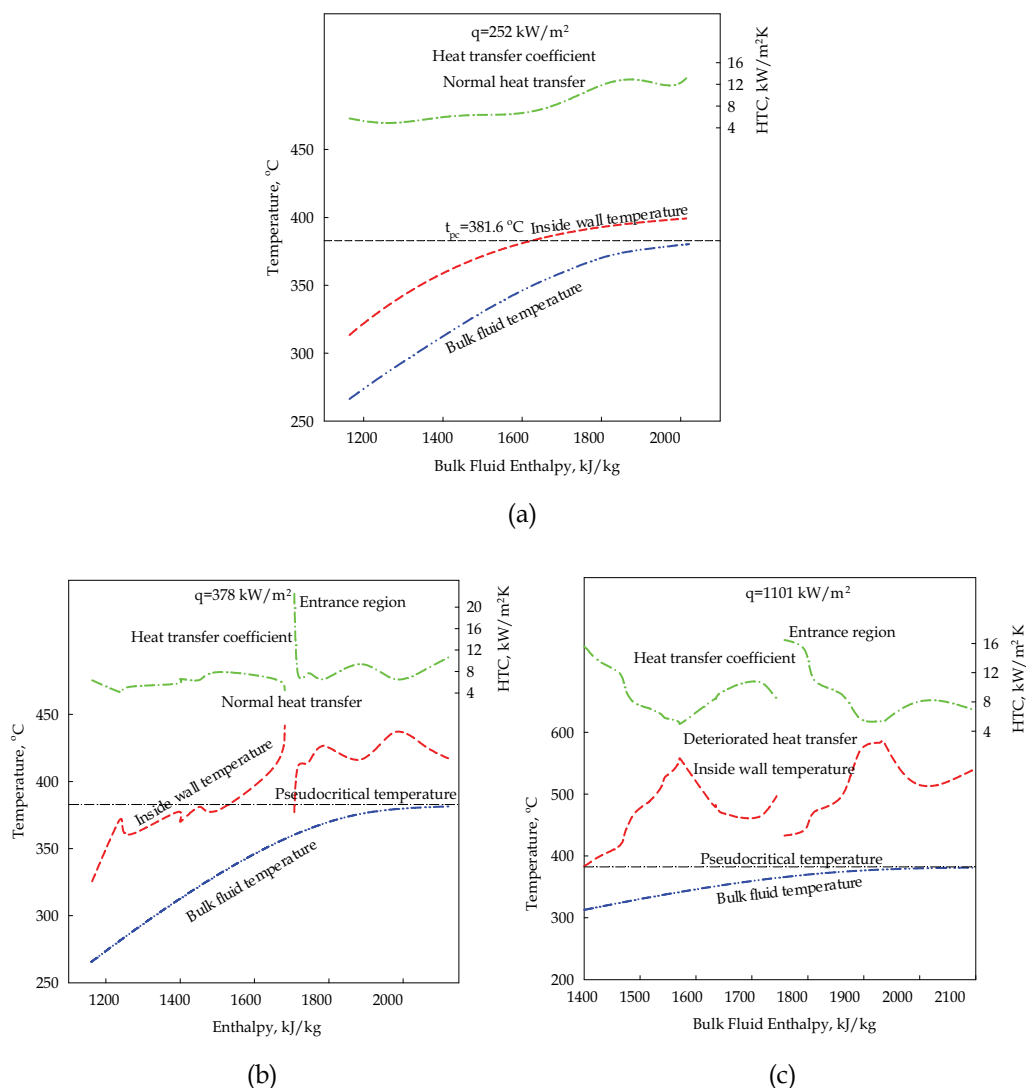 q=252 kW/m²
Heat transfer coefficient
Normal heat transfer
16
12
8
4
HTC, kW/m²K
450
400
350
300
250
Temperature, °C
t_pc=381.6 °C
Inside wall temperature
Bulk fluid temperature
1200 1400 1600 1800 2000
Bulk Fluid Enthalpy, kJ/kg
(a)
q=378 kW/m²
Entrance region
Heat transfer coefficient
Normal heat transfer
20
16
12
8
4
HTC, kW/m²K
450
400
350
300
250
Temperature, °C
Inside wall temperature
Pseudocritical temperature
Bulk fluid temperature
1200 1400 1600 1800 2000
Enthalpy, kJ/kg
(b)
q=1101 kW/m²
Entrance region
Heat transfer coefficient
16
12
8
4
HTC, kW/m² K
Deteriorated heat transfer
Inside wall temperature
600
500
400
300
200
Temperature, °C
Pseudocritical temperature
Bulk fluid temperature
1400 1500 1600 1700 1800 1900 2000 2100
Bulk Fluid Enthalpy, kJ/kg
(c)